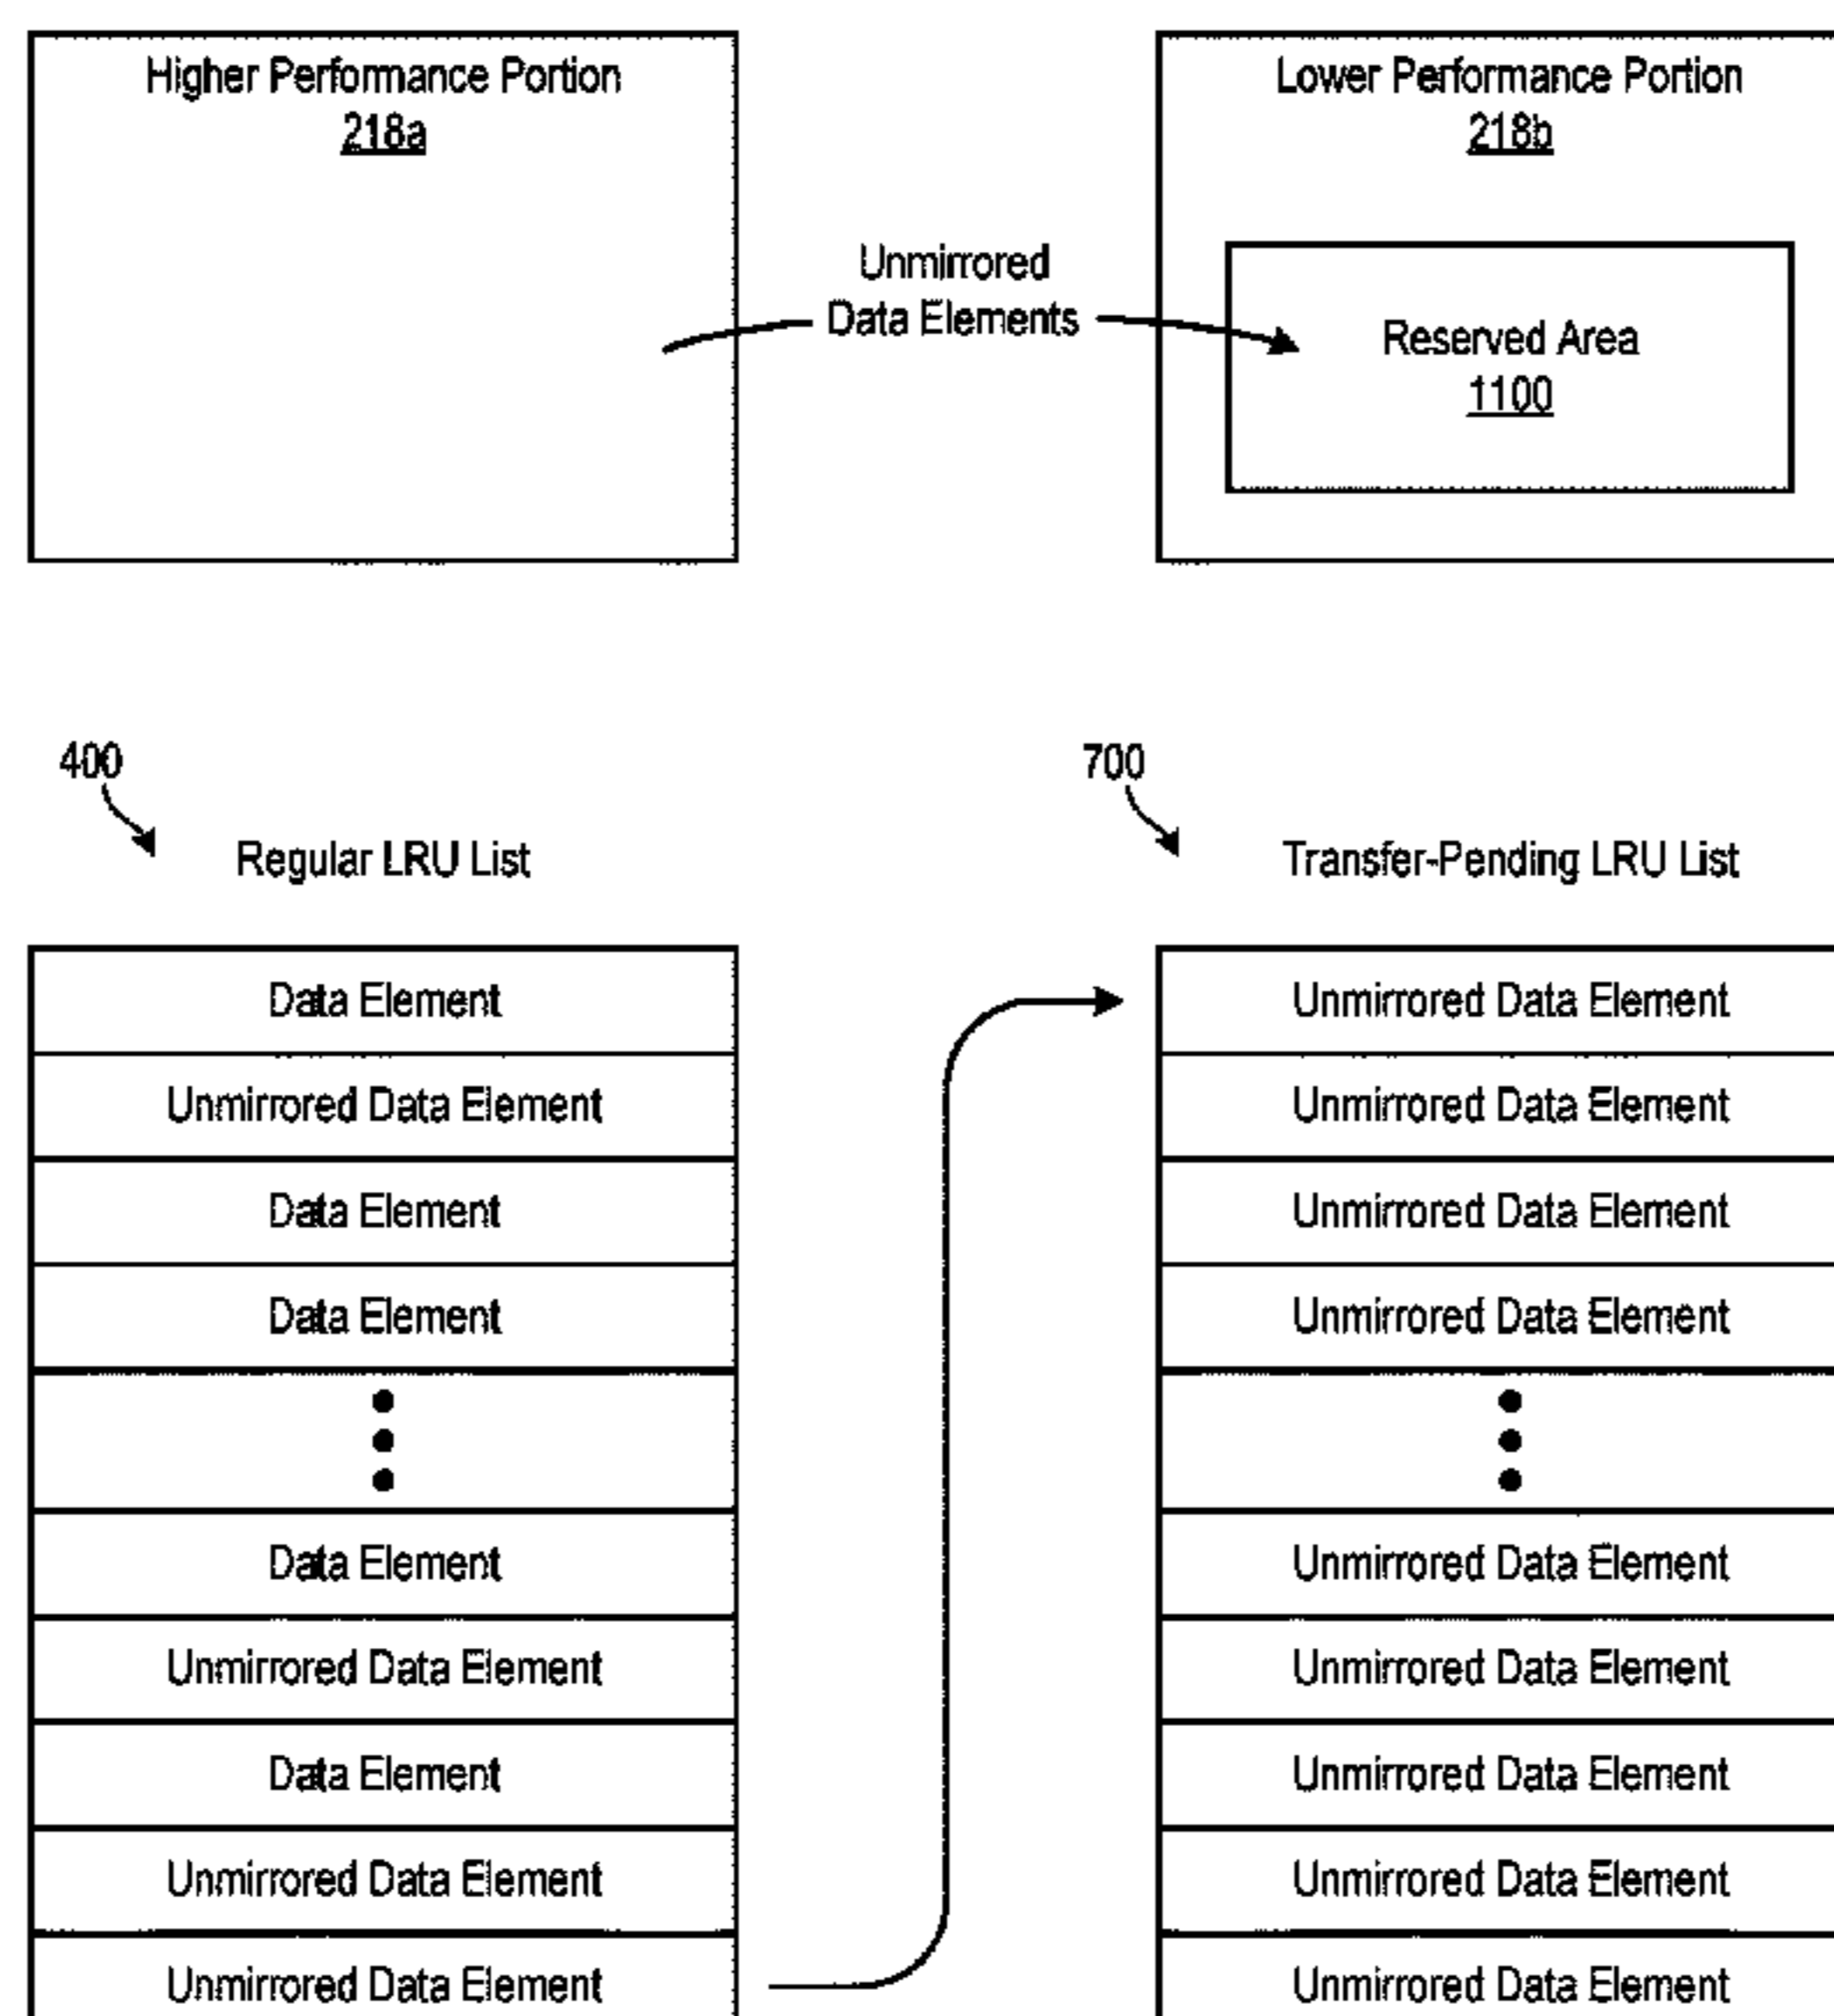 Higher Performance Portion
218a
Lower Performance Portion
218b
Unmirrored
Data Elements
Reserved Area
1100
400
Regular LRU List
700
Transfer-Pending LRU List
Data Element
Unmirrored Data Element
Data Element
Data Element
Data Element
Unmirrored Data Element
Data Element
Unmirrored Data Element
Unmirrored Data Element
Unmirrored Data Element
Unmirrored Data Element
Unmirrored Data Element
Unmirrored Data Element
Unmirrored Data Element
Unmirrored Data Element
Unmirrored Data Element
Unmirrored Data Element
Unmirrored Data Element